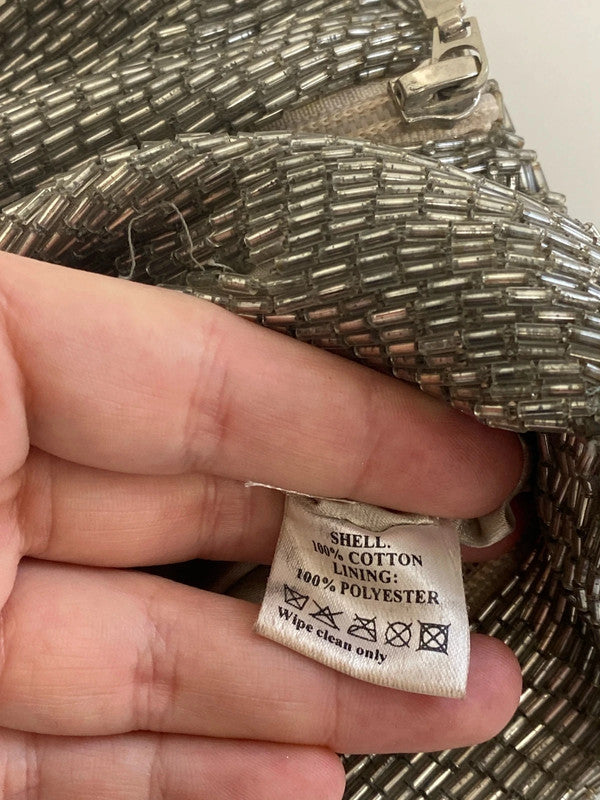 SHELL.
100% COTTON
LINING:
100% POLYESTER
Wipe clean only